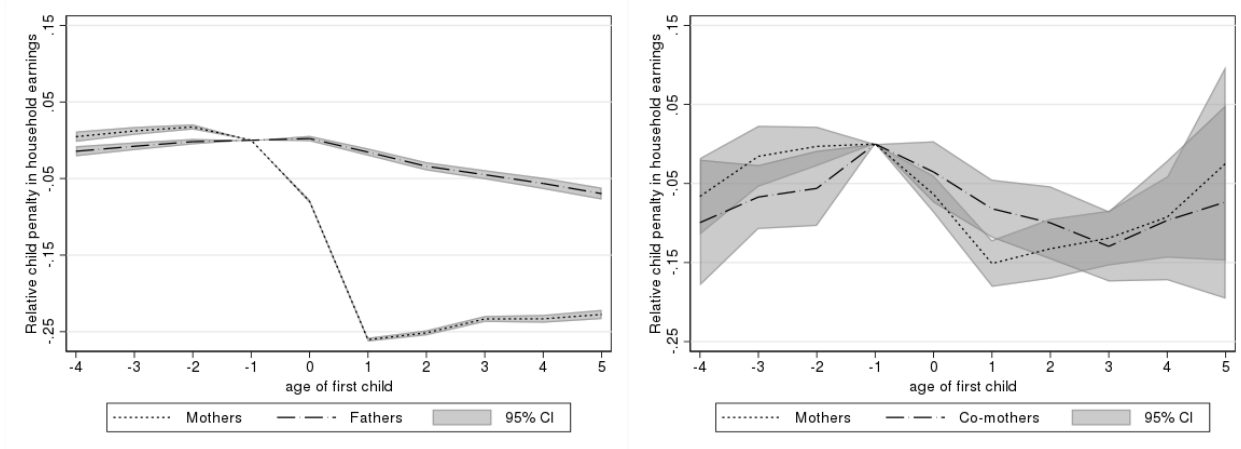 Relative child penalty in household earnings
.15
.05
-.05
-.15
-.25
-4 -3 -2 -1 0 1 2 3 4 5
age of first child
Mothers Fathers 95% CI
Relative child penalty in household earnings
.15
.05
-.05
-.15
-.25
-4 -3 -2 -1 0 1 2 3 4 5
age of first child
Mothers Co-mothers 95% CI